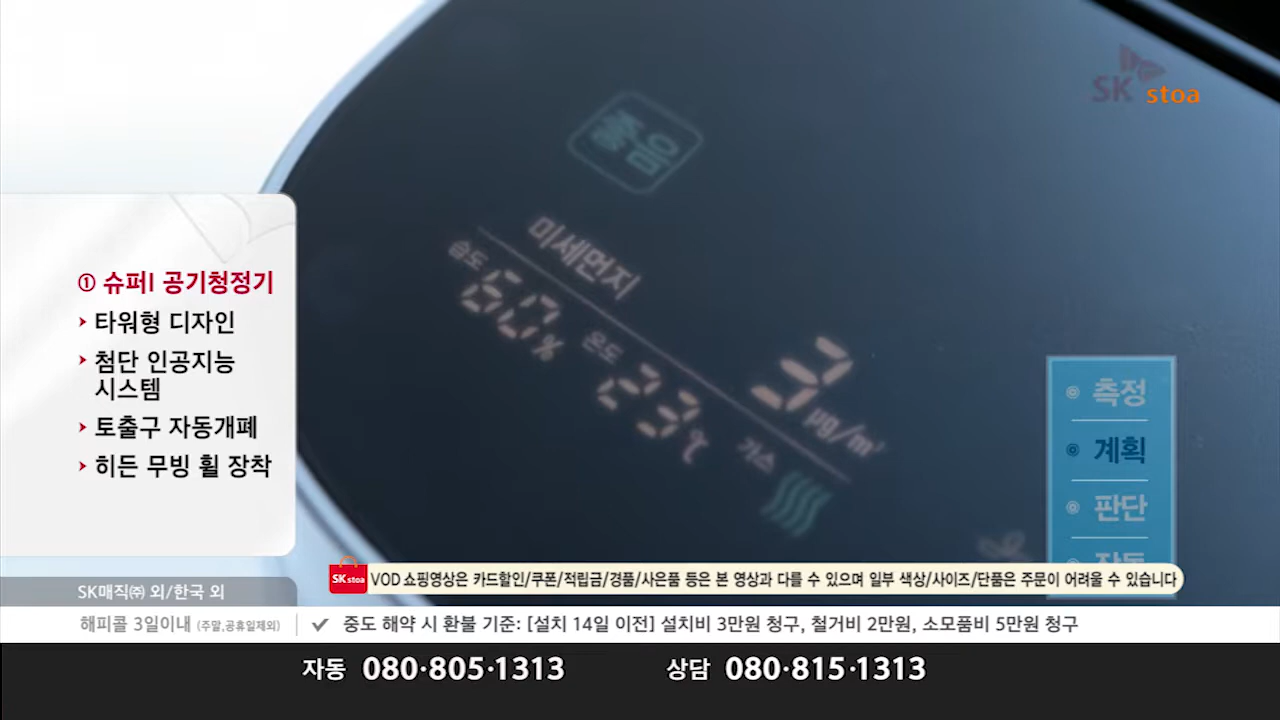 SK stoa
좋음
미세먼지
습도
60%
온도
23℃
3
μg/㎥
가스
① 슈퍼I 공기청정기
타워형 디자인
첨단 인공지능
시스템
토출구 자동개폐
히든 무빙 휠 장착
측정
계획
판단
작동
SK매직㈜ 외/한국 외
SK stoa VOD 쇼핑영상은 카드할인/쿠폰/적립금/경품/사은품 등은 본 영상과 다를 수 있으며 일부 색상/사이즈/단품은 주문이 어려울 수 있습니다
해피콜 3일이내 (주말,공휴일제외)
중도 해약 시 환불 기준: [설치 14일 이전] 설치비 3만원 청구, 철거비 2만원, 소모품비 5만원 청구
자동 080·805·1313 상담 080·815·1313